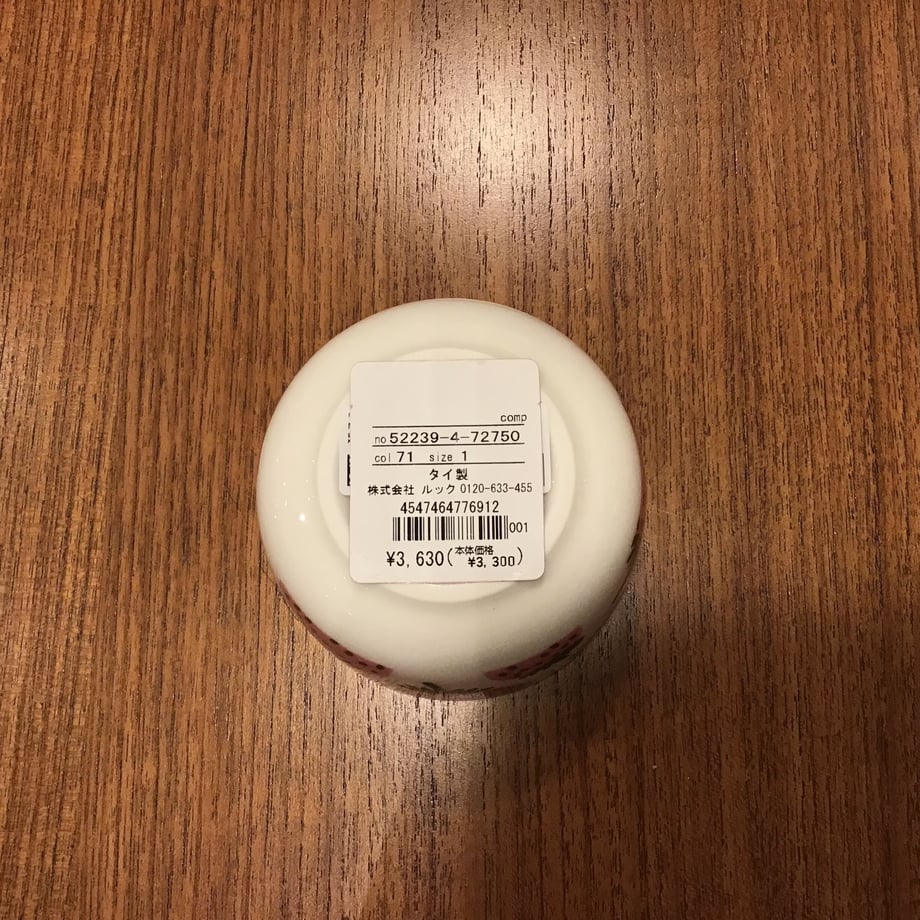 comp
no 52239-4-72750
col 71 size 1
タイ製
株式会社 ルック 0120-633-455
4547464776912
001
¥3,630(本体価格 ¥3,300)